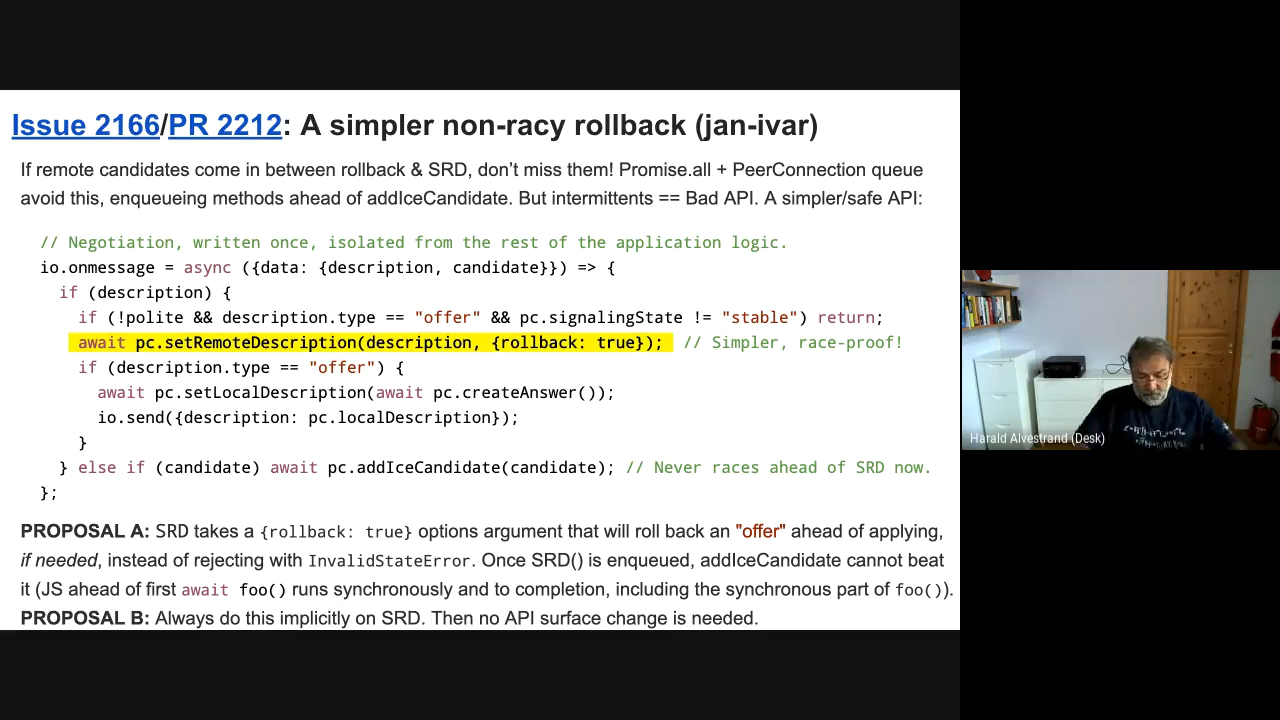 Issue 2166/PR 2212: A simpler non-racy rollback (jan-ivar)
If remote candidates come in between rollback & SRD, don’t miss them! Promise.all + PeerConnection queue
avoid this, enqueueing methods ahead of addIceCandidate. But intermittents == Bad API. A simpler/safe API:
// Negotiation, written once, isolated from the rest of the application logic.
io.onmessage = async ({data: {description, candidate}}) => {
if (description) {
if (!polite && description.type == "offer" && pc.signalingState != "stable") return;
await pc.setRemoteDescription(description, {rollback: true}); // Simpler, race-proof!
if (description.type == "offer") {
await pc.setLocalDescription(await pc.createAnswer());
io.send({description: pc.localDescription});
}
} else if (candidate) await pc.addIceCandidate(candidate); // Never races ahead of SRD now.
};
PROPOSAL A: SRD takes a {rollback: true} options argument that will roll back an "offer" ahead of applying,
if needed, instead of rejecting with InvalidStateError. Once SRD() is enqueued, addIceCandidate cannot beat
it (JS ahead of first await foo() runs synchronously and to completion, including the synchronous part of foo()).
PROPOSAL B: Always do this implicitly on SRD. Then no API surface change is needed.
Harald Alvestrand (Desk)